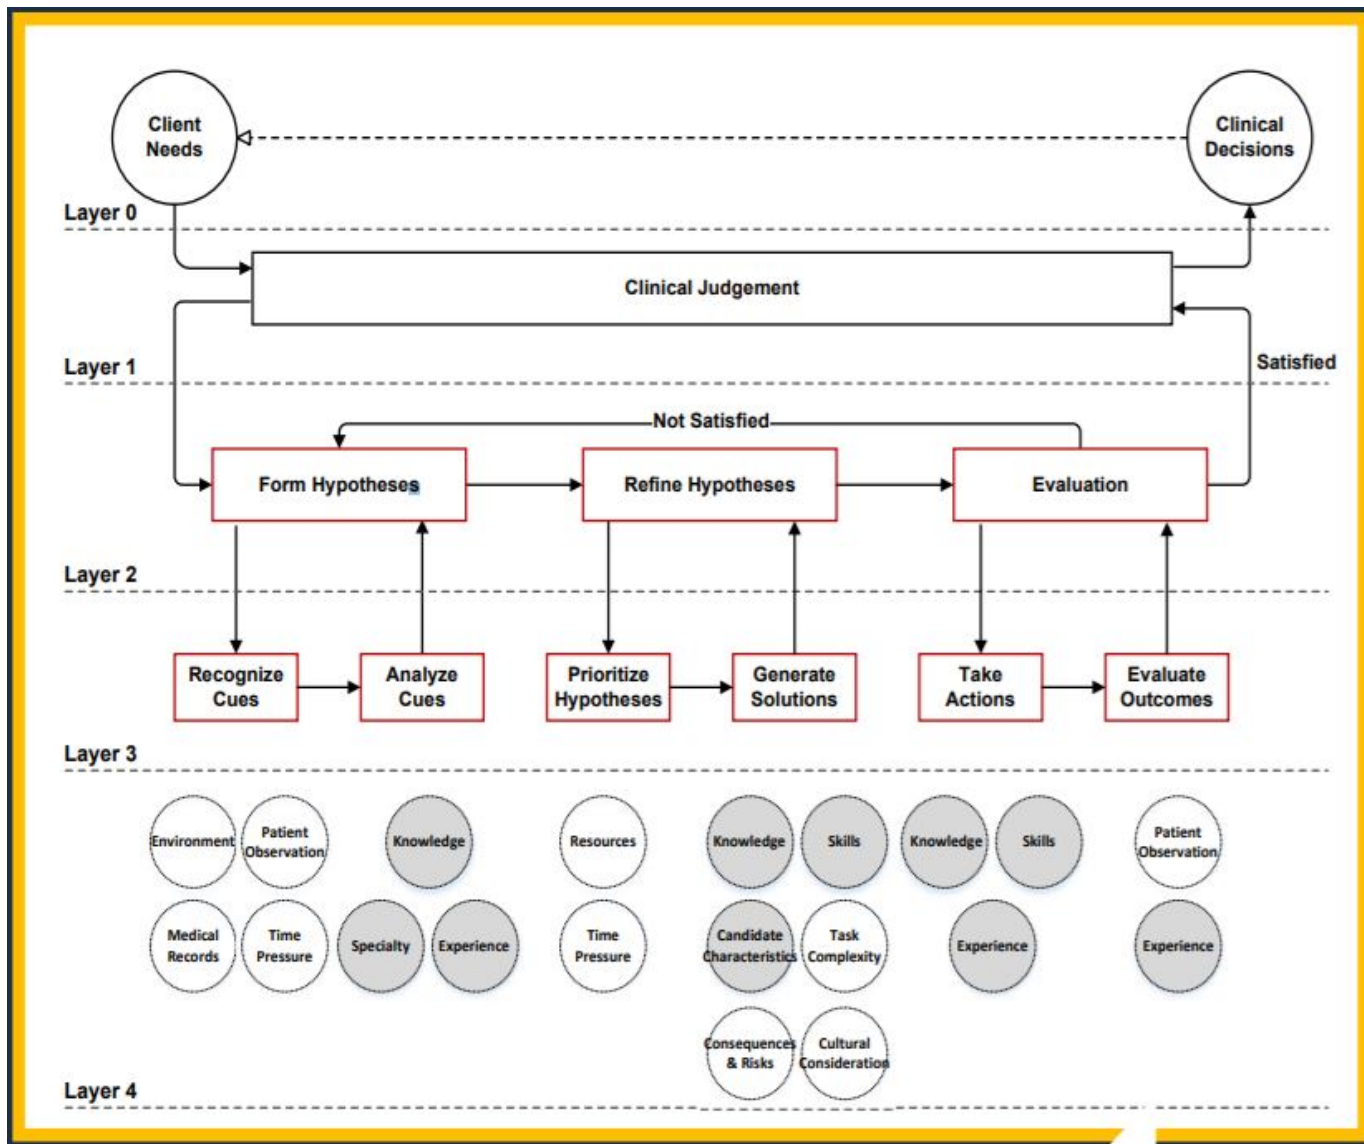 Client
Needs
Clinical
Decisions
Layer 0
Clinical Judgement
Layer 1
Satisfied
Not Satisfied
Form Hypotheses
Refine Hypotheses
Evaluation
Layer 2
Recognize
Cues
Analyze
Cues
Prioritize
Hypotheses
Generate
Solutions
Take
Actions
Evaluate
Outcomes
Layer 3
Environment
Patient
Observation
Knowledge
Resources
Knowledge
Skills
Knowledge
Skills
Patient
Observation
Medical
Records
Time
Pressure
Specialty
Experience
Time
Pressure
Candidate
Characteristics
Task
Complexity
Experience
Experience
Consequences
& Risks
Cultural
Consideration
Layer 4